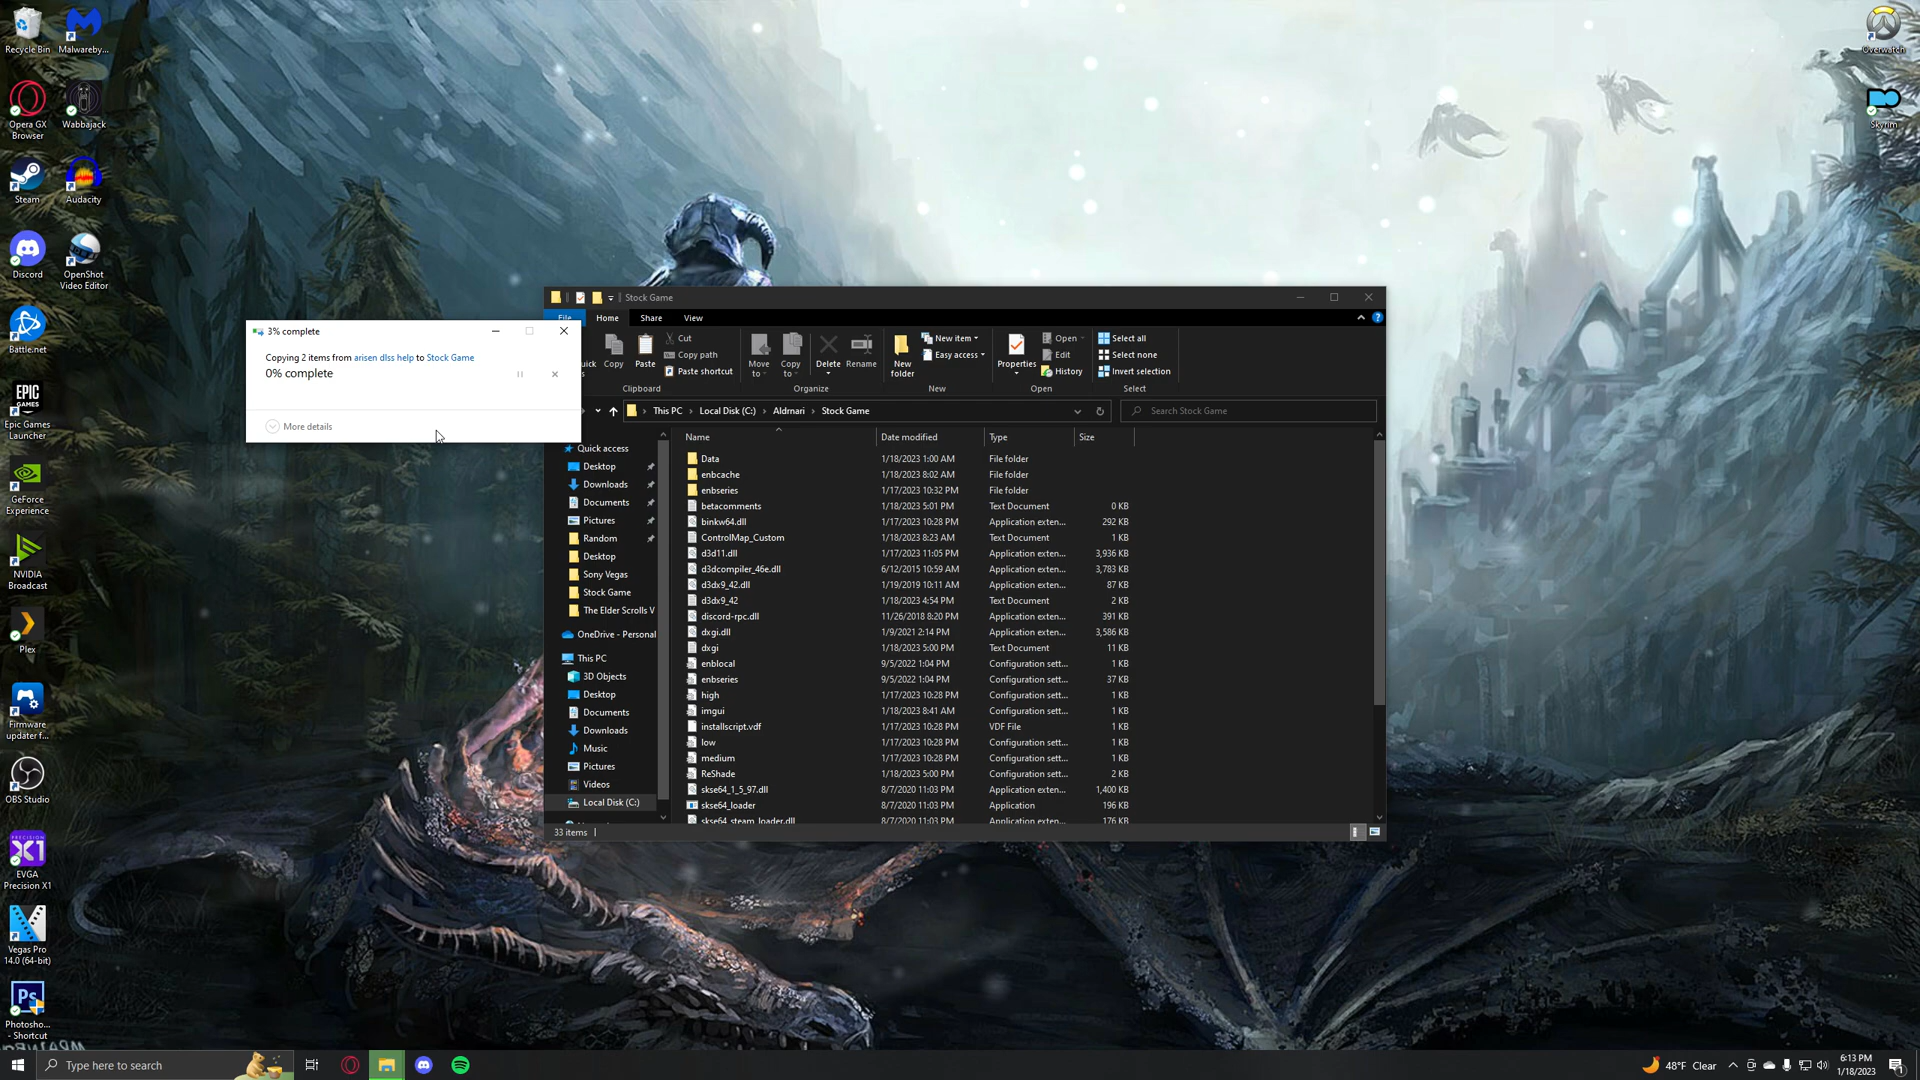 Recycle Bin
Malwareby...
Opera GX
Browser
Wabbajack
Steam
Audacity
Discord
OpenShot
Video Editor
Battle.net
EPIC
GAMES
Epic Games
Launcher
GeForce
Experience
NVIDIA
Broadcast
Plex
Firmware
updater f...
OBS Studio
PRECISION
X1
EVGA
Precision X1
Vegas Pro
14.0 (64-bit)
Ps
Photosho...
- Shortcut
Overwatch
Skyrim
3% complete
Copying 2 items from arisen dlss help to Stock Game
0% complete
More details
Stock Game
File
Home
Share
View
Copy
Paste
Cut
Copy path
Paste shortcut
Clipboard
Move
to
Copy
to
Delete
Rename
Organize
New
folder
New item
Easy access
New
Properties
Open
Edit
History
Open
Select all
Select none
Invert selection
Select
This PC
Local Disk (C:)
Aldrnari
Stock Game
Search Stock Game
Quick access
Desktop
Downloads
Documents
Pictures
Random
Desktop
Sony Vegas
Stock Game
The Elder Scrolls V
OneDrive - Personal
This PC
3D Objects
Desktop
Documents
Downloads
Music
Pictures
Videos
Local Disk (C:)
Name Date modified Type Size
Data 1/18/2023 1:00 AM File folder
enbcache 1/18/2023 8:02 AM File folder
enbseries 1/17/2023 10:32 PM File folder
betacomments 1/18/2023 5:01 PM Text Document 0 KB
binkw64.dll 1/17/2023 10:28 PM Application exten... 292 KB
ControlMap_Custom 1/18/2023 8:23 AM Text Document 1 KB
d3d11.dll 1/17/2023 11:05 PM Application exten... 3,936 KB
d3dcompiler_46e.dll 6/12/2015 10:59 AM Application exten... 3,783 KB
d3dx9_42.dll 1/19/2019 10:11 AM Application exten... 87 KB
d3dx9_42 1/18/2023 4:54 PM Text Document 2 KB
discord-rpc.dll 11/26/2018 8:20 PM Application exten... 391 KB
dxgi.dll 1/9/2021 2:14 PM Application exten... 3,586 KB
dxgi 1/18/2023 5:00 PM Text Document 11 KB
enblocal 9/5/2022 1:04 PM Configuration sett... 1 KB
enbseries 9/5/2022 1:04 PM Configuration sett... 37 KB
high 1/17/2023 10:28 PM Configuration sett... 1 KB
imgui 1/18/2023 8:41 AM Configuration sett... 1 KB
installscript.vdf 1/17/2023 10:28 PM VDF File 1 KB
low 1/17/2023 10:28 PM Configuration sett... 1 KB
medium 1/17/2023 10:28 PM Configuration sett... 1 KB
ReShade 1/18/2023 5:00 PM Configuration sett... 2 KB
skse64_1_5_97.dll 8/7/2020 11:03 PM Application exten... 1,400 KB
skse64_loader 8/7/2020 11:03 PM Application 196 KB
skse64_steam_loader.dll 8/7/2020 11:03 PM Application exten... 176 KB
33 items
Type here to search
48°F Clear
6:13 PM
1/18/2023